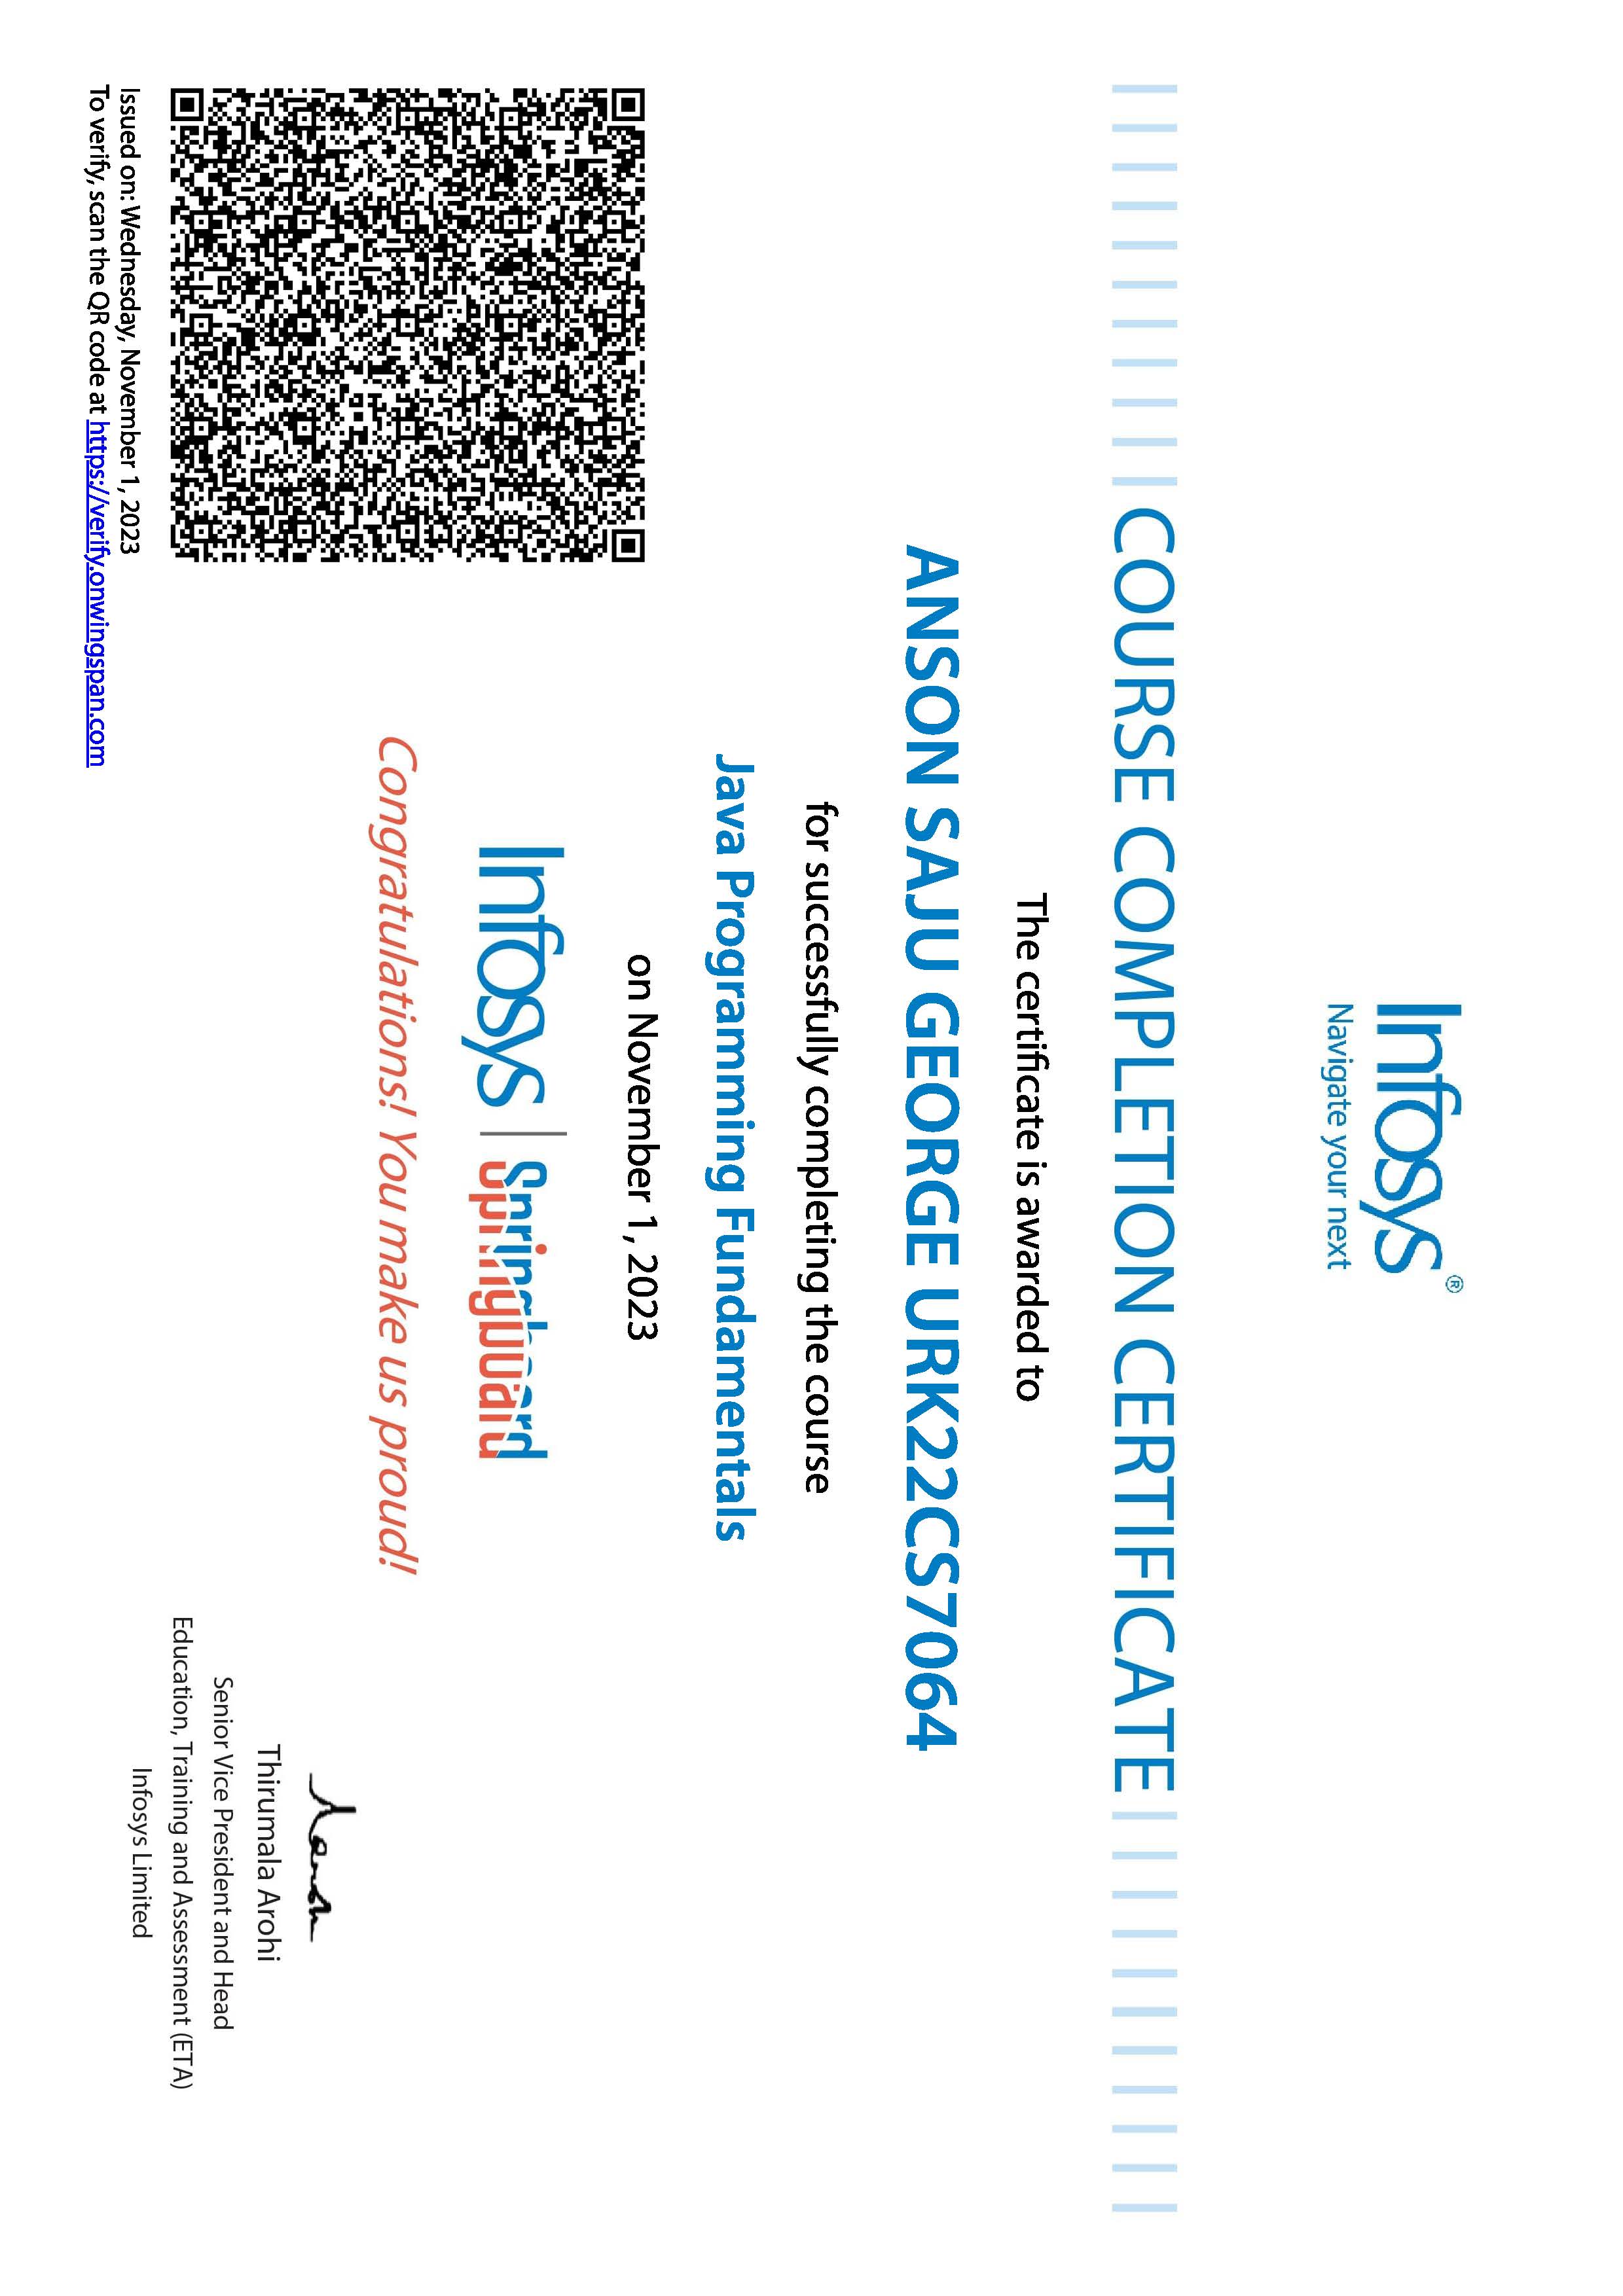 Infosys®
Navigate your next
COURSE COMPLETION CERTIFICATE
The certificate is awarded to
ANSON SAJU GEORGE URK22CS7064
for successfully completing the course
Java Programming Fundamentals
on November 1, 2023
Infosys | Springboard
Congratulations! You make us proud!
Thirumala Arohi
Senior Vice President and Head
Education, Training and Assessment (ETA)
Infosys Limited
Issued on: Wednesday, November 1, 2023
To verify, scan the QR code at https://verify.onwingspan.com